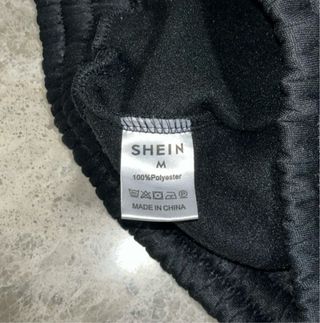 SHEIN
M
100%Polyester
MADE IN CHINA